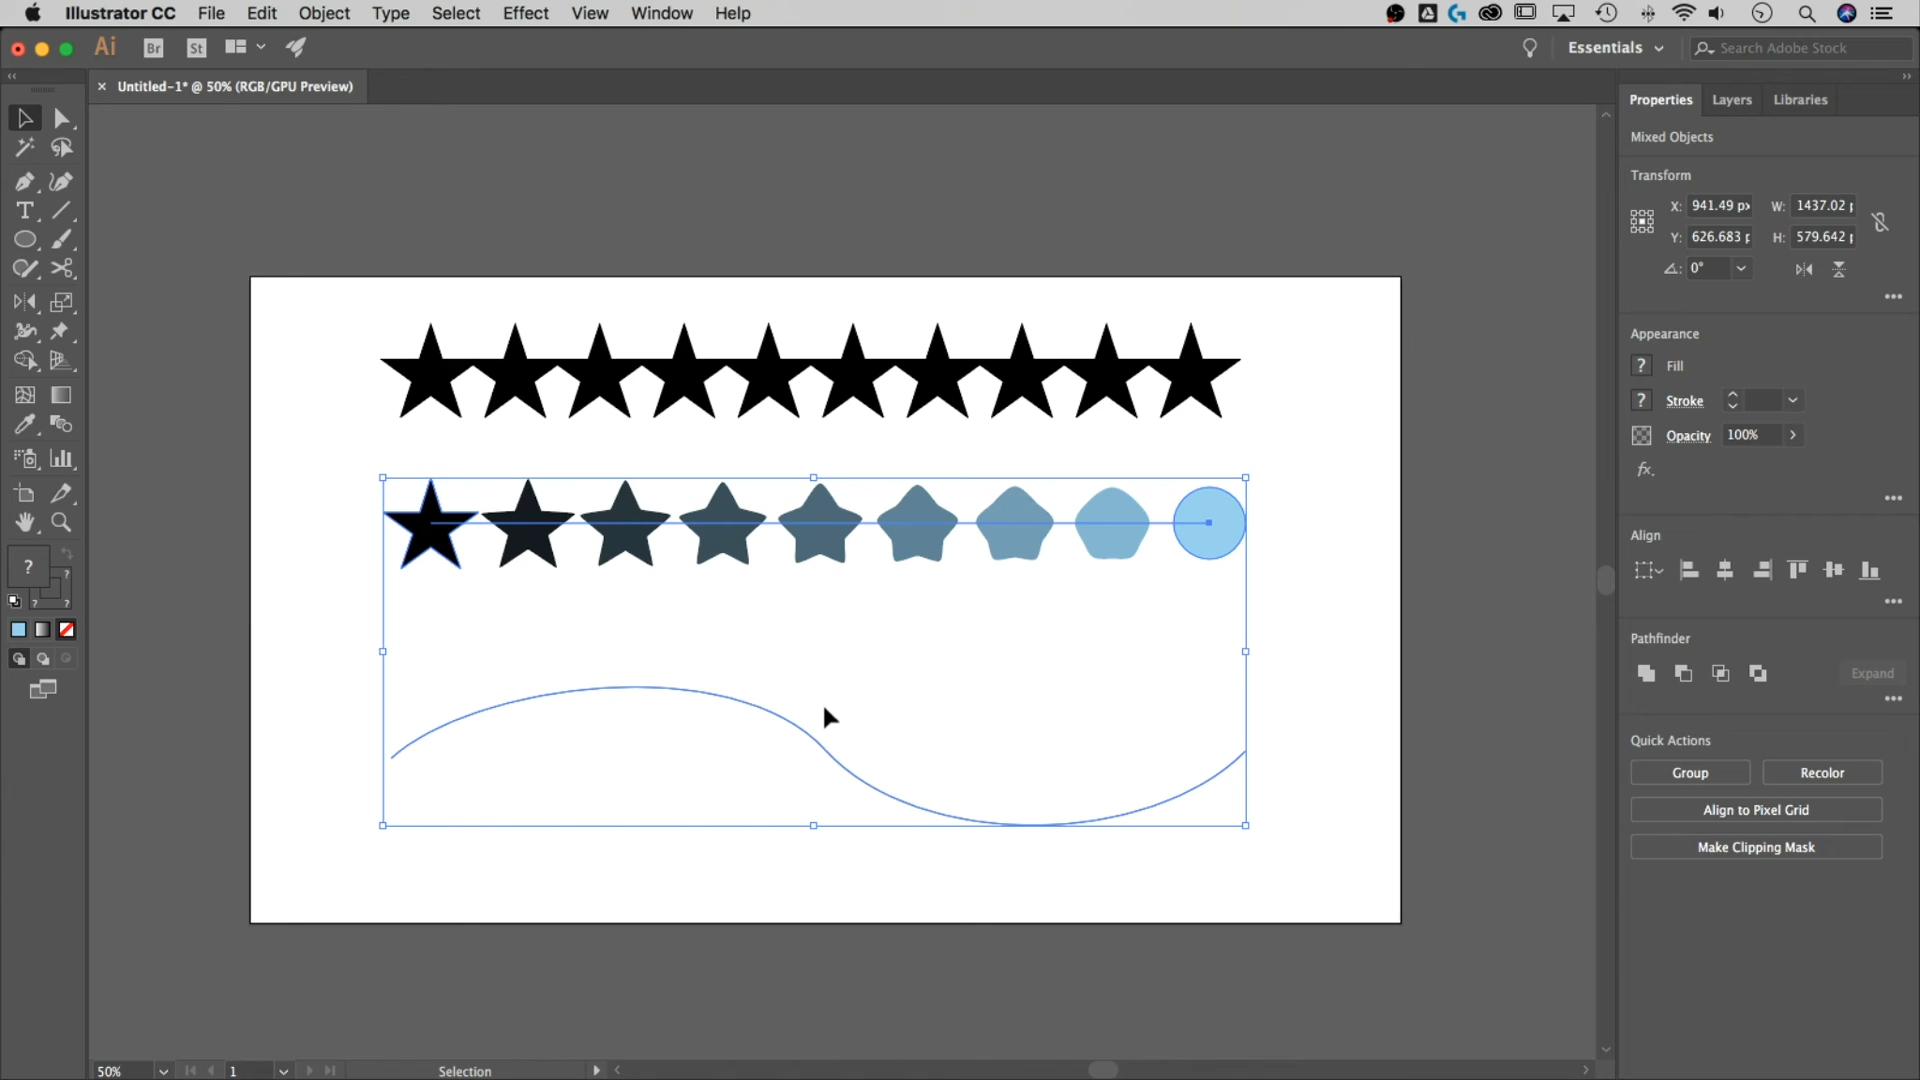 Illustrator CC File Edit Object Type Select Effect View Window Help
Ai Br St Essentials Search Adobe Stock
× Untitled-1* @ 50% (RGB/GPU Preview)
Properties Layers Libraries
Mixed Objects
Transform
X: 941.49 px W: 1437.02 p
Y: 626.683 p H: 579.642 p
0°
Appearance
? Fill
? Stroke
Opacity 100%
fx.
Align
Pathfinder
Expand
Quick Actions
Group Recolor
Align to Pixel Grid
Make Clipping Mask
T
?
?
? ?
50% 1 Selection